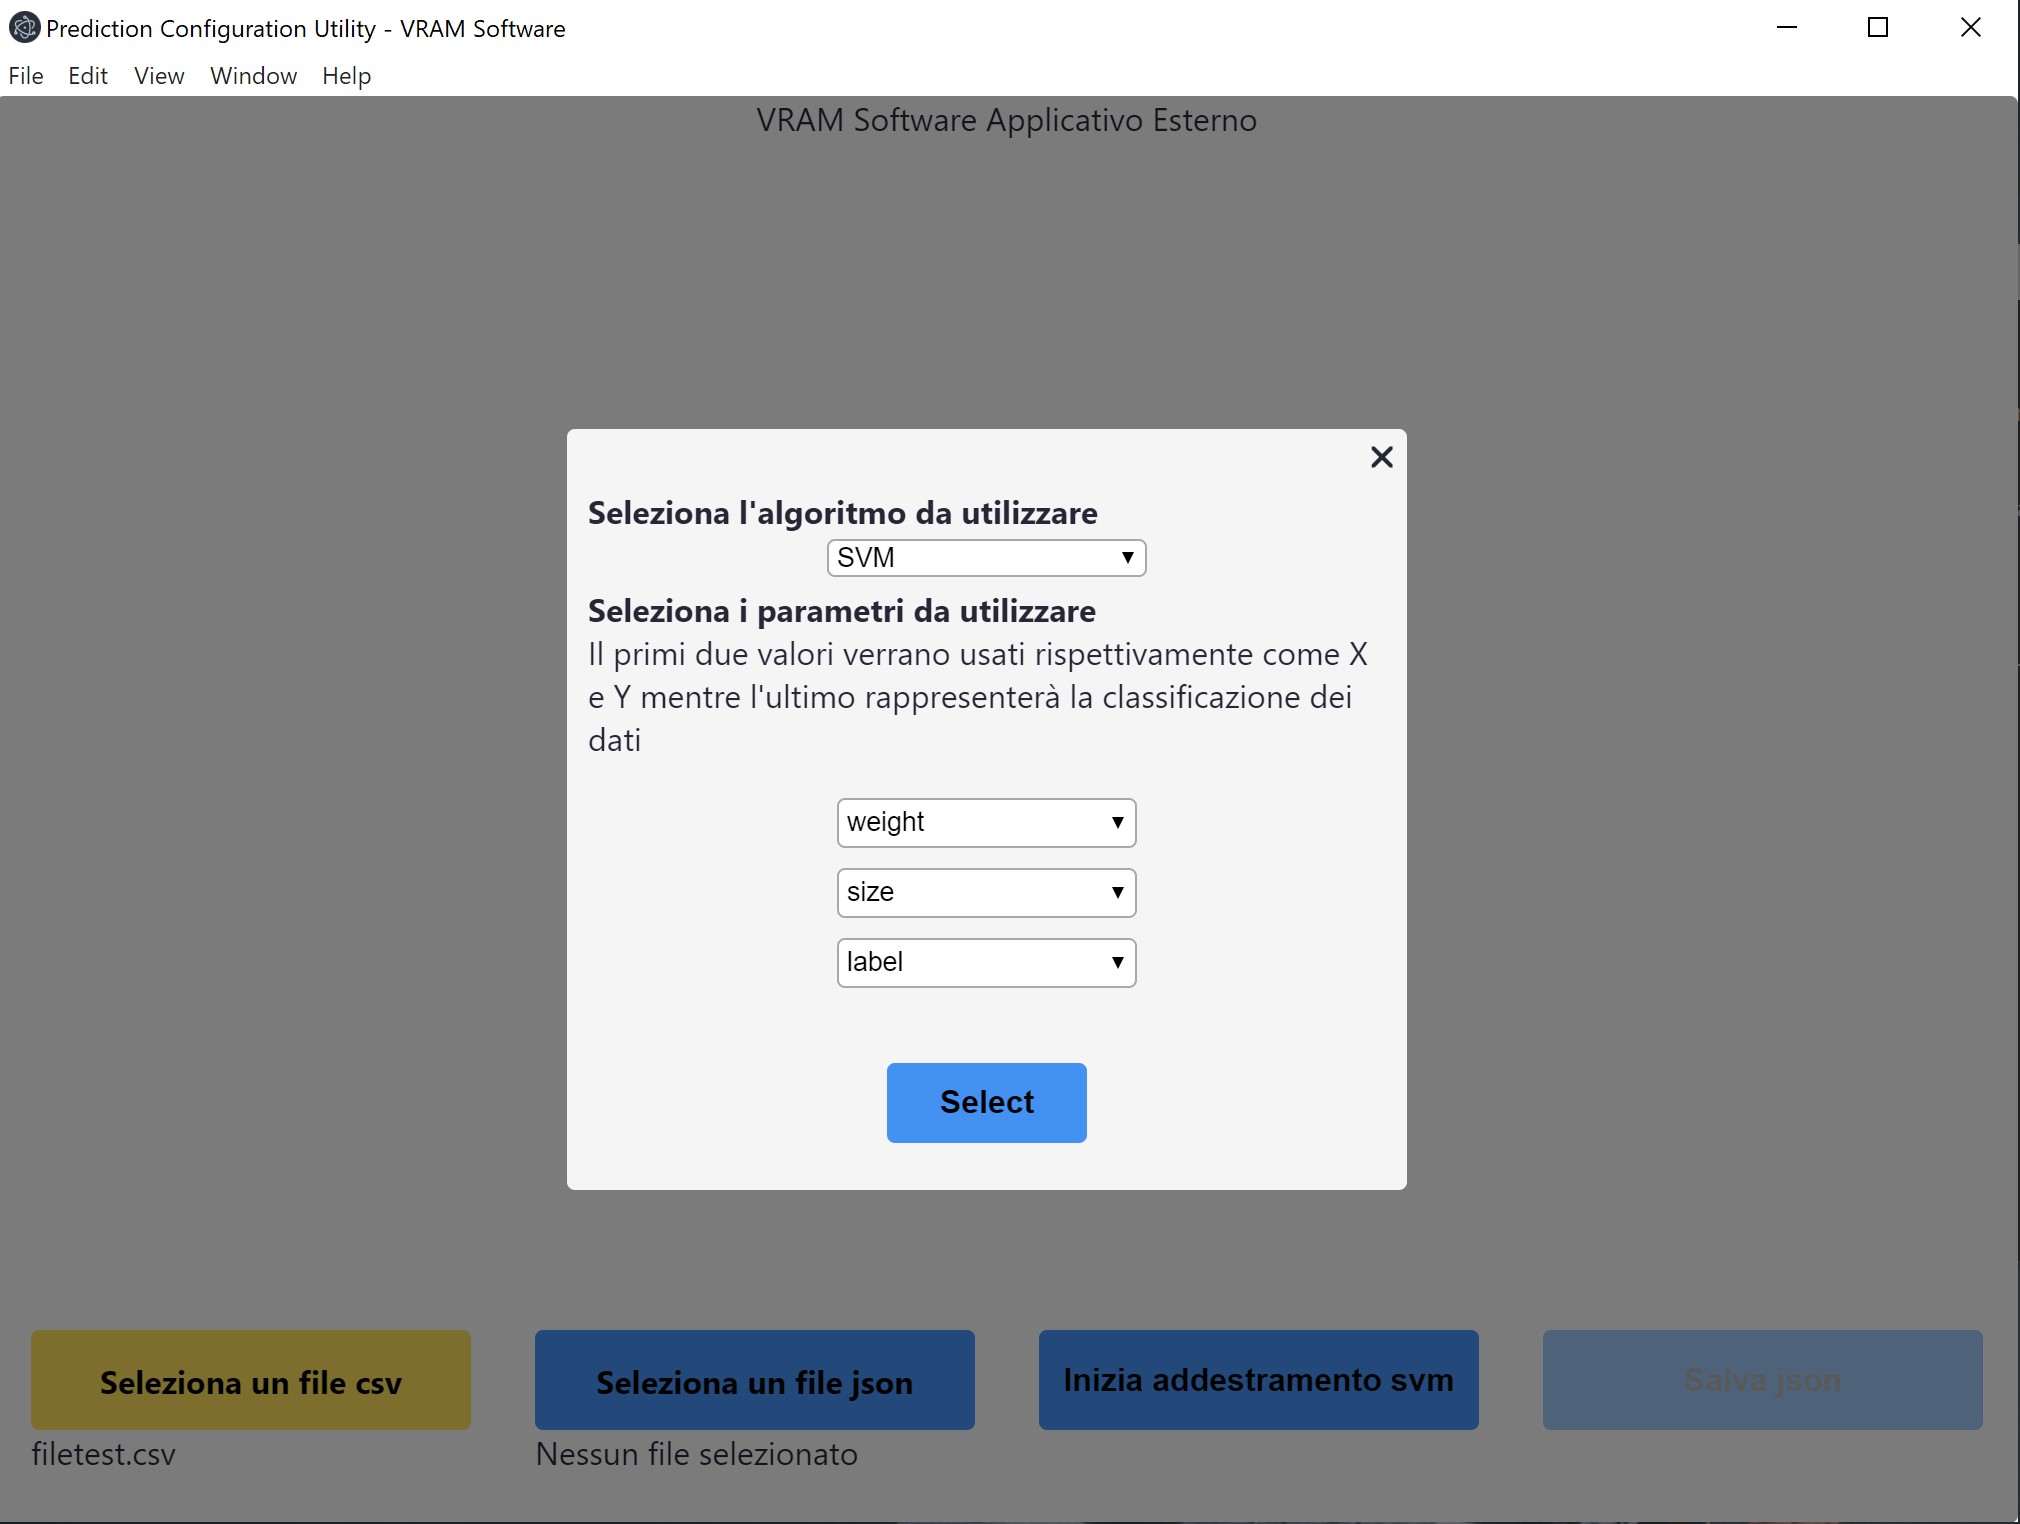 Prediction Configuration Utility - VRAM Software
File Edit View Window Help
VRAM Software Applicativo Esterno
Seleziona l'algoritmo da utilizzare
SVM
Seleziona i parametri da utilizzare
Il primi due valori verrano usati rispettivamente come X
e Y mentre l'ultimo rappresenterà la classificazione dei
dati
weight
size
label
Select
Seleziona un file csv
Seleziona un file json
Inizia addestramento svm
Salva json
filetest.csv
Nessun file selezionato